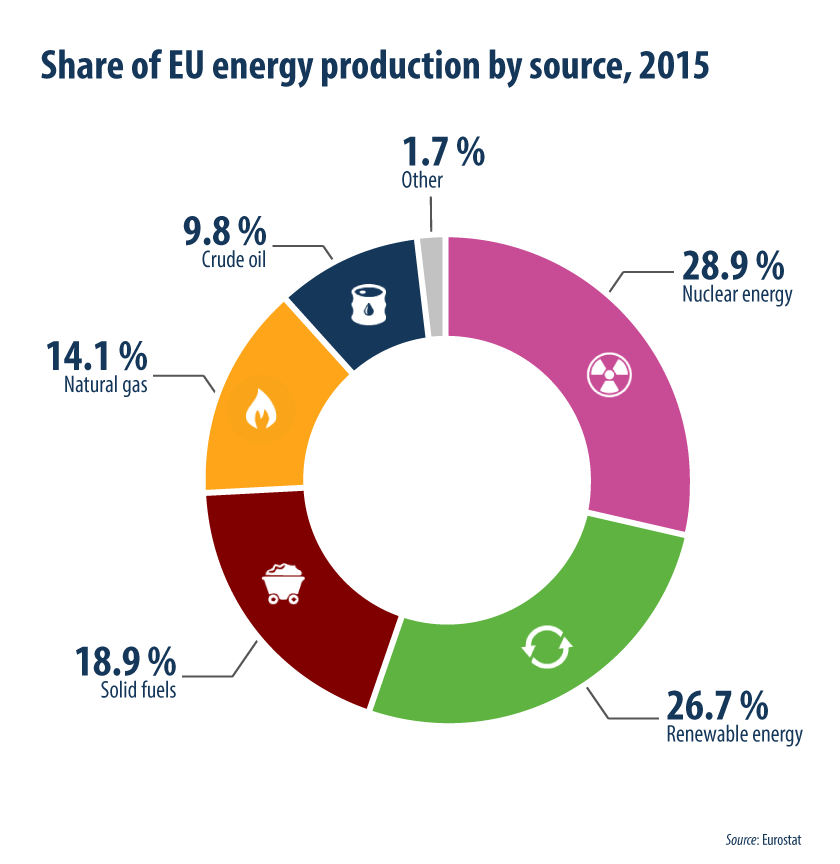 Share of EU energy production by source, 2015
1.7 %
Other
9.8 %
Crude oil
28.9 %
Nuclear energy
14.1 %
Natural gas
18.9 %
Solid fuels
26.7 %
Renewable energy
Source: Eurostat